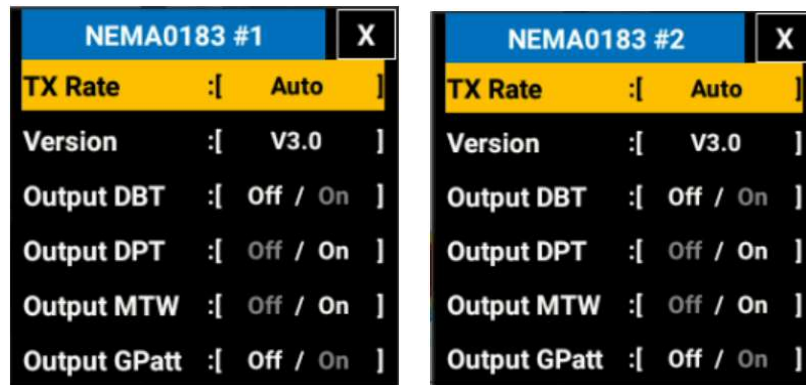 NEMA0183 #1 X
TX Rate :[ Auto ]
Version :[ V3.0 ]
Output DBT :[ Off / On ]
Output DPT :[ Off / On ]
Output MTW :[ Off / On ]
Output GPatt :[ Off / On ]
NEMA0183 #2 X
TX Rate :[ Auto ]
Version :[ V3.0 ]
Output DBT :[ Off / On ]
Output DPT :[ Off / On ]
Output MTW :[ Off / On ]
Output GPatt :[ Off / On ]